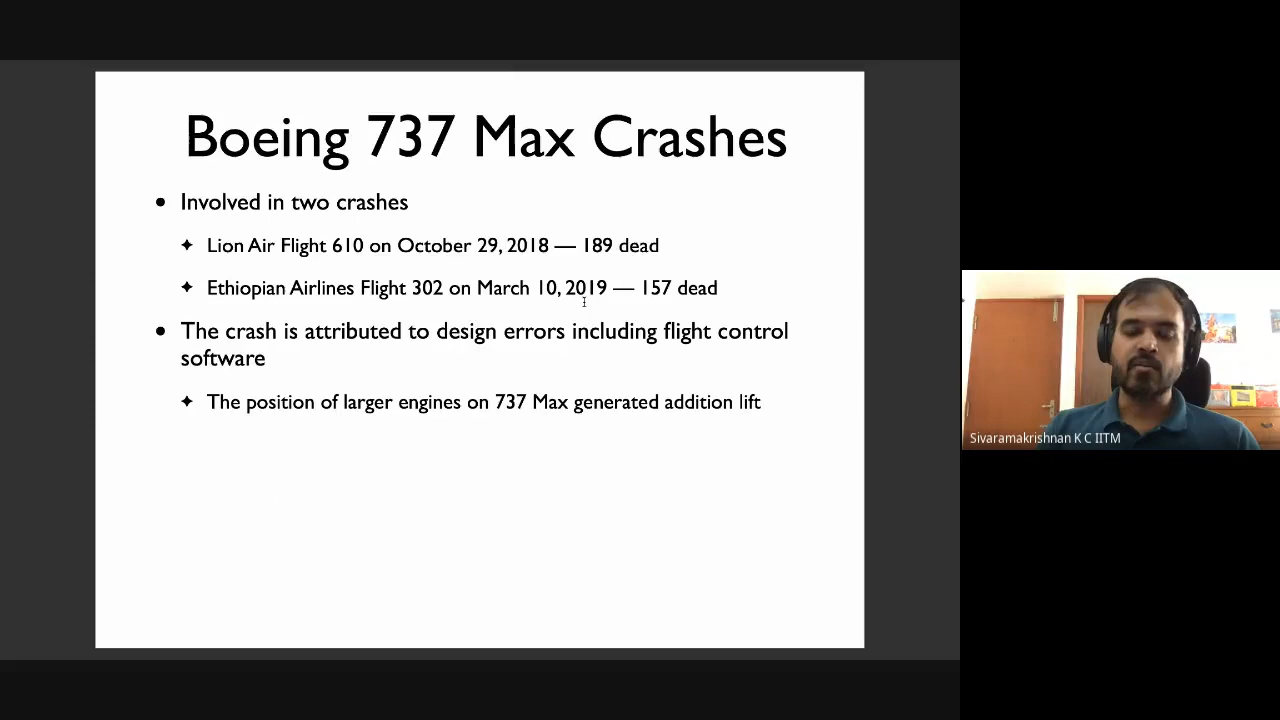 Boeing 737 Max Crashes
• Involved in two crashes
✦ Lion Air Flight 610 on October 29, 2018 — 189 dead
✦ Ethiopian Airlines Flight 302 on March 10, 2019 — 157 dead
• The crash is attributed to design errors including flight control
software
✦ The position of larger engines on 737 Max generated addition lift
Sivaramakrishnan K C IITM